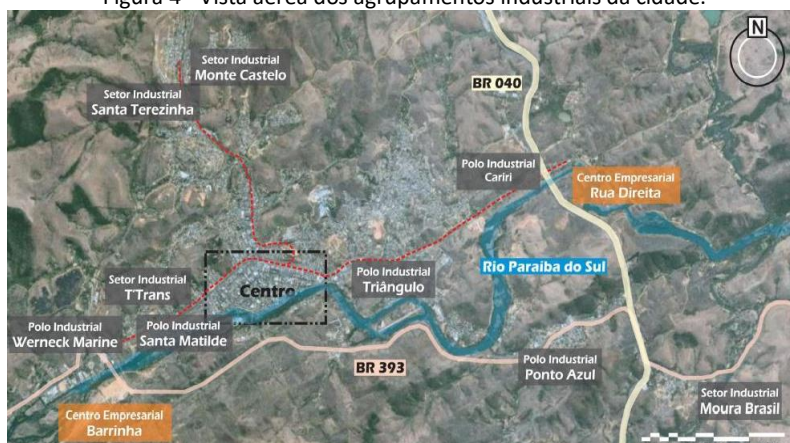 Figura 4 - Vista aérea dos agrupamentos industriais da cidade.
N
Setor Industrial
Monte Castelo
Setor Industrial
Santa Terezinha
BR 040
Polo Industrial
Cariri
Centro Empresarial
Rua Direita
Rio Paraíba do Sul
Polo Industrial
Triângulo
Setor Industrial
T'Trans
Centro
Polo Industrial
Werneck Marine
Polo Industrial
Santa Matilde
BR 393
Polo Industrial
Ponto Azul
Setor Industrial
Moura Brasil
Centro Empresarial
Barrinha